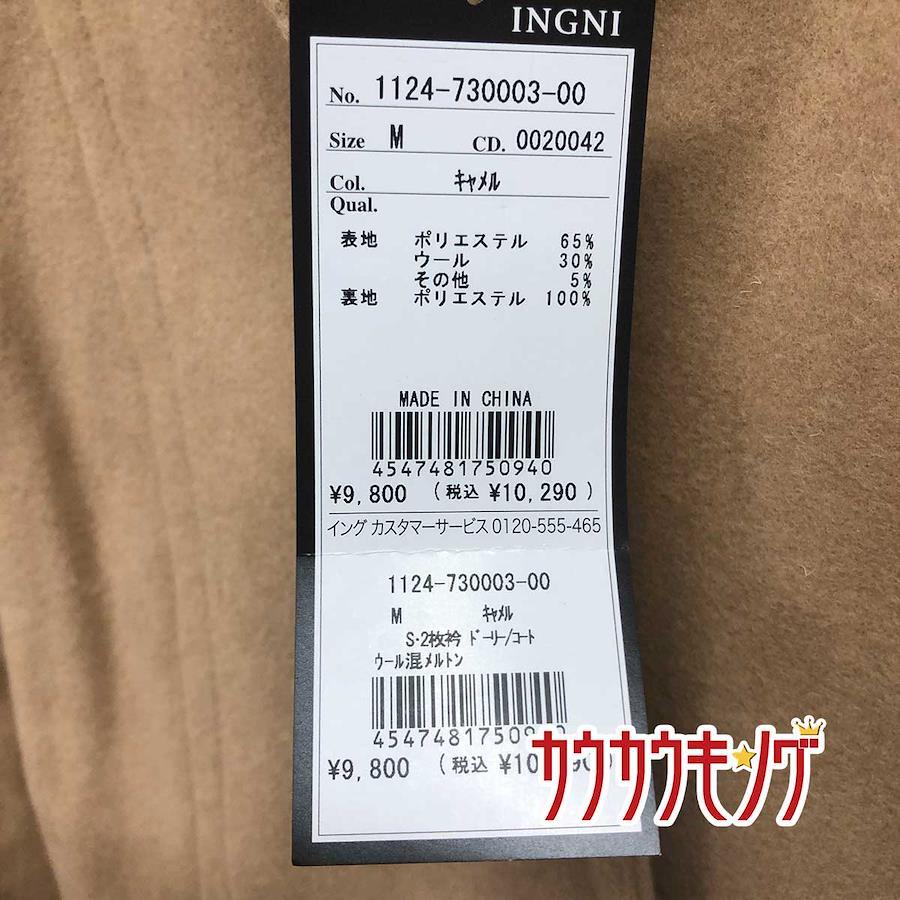 INGNI
No. 1124-730003-00
Size M CD. 0020042
Col. ｷｬﾒﾙ
Qual.
表地 ポリエステル 65%
ウール 30%
その他 5%
裏地 ポリエステル 100%
MADE IN CHINA
4547481750940
¥9,800 (税込 ¥10,290)
イング カスタマーサービス 0120-555-465
1124-730003-00
M ｷｬﾒﾙ
S･2枚衿 ﾄﾞｰﾘｰ/ｺｰﾄ
ｳｰﾙ混ﾒﾙﾄﾝ
¥9,800 (税込
カウカウキング